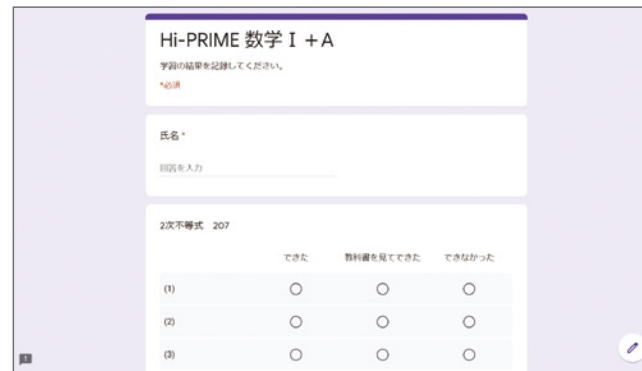 Hi-PRIME 数学Ⅰ+A
学習の結果を記録してください。
*必須
氏名 *
回答を入力
2次不等式 207
できた 教科書を見てできた できなかった
(1)
(2)
(3)